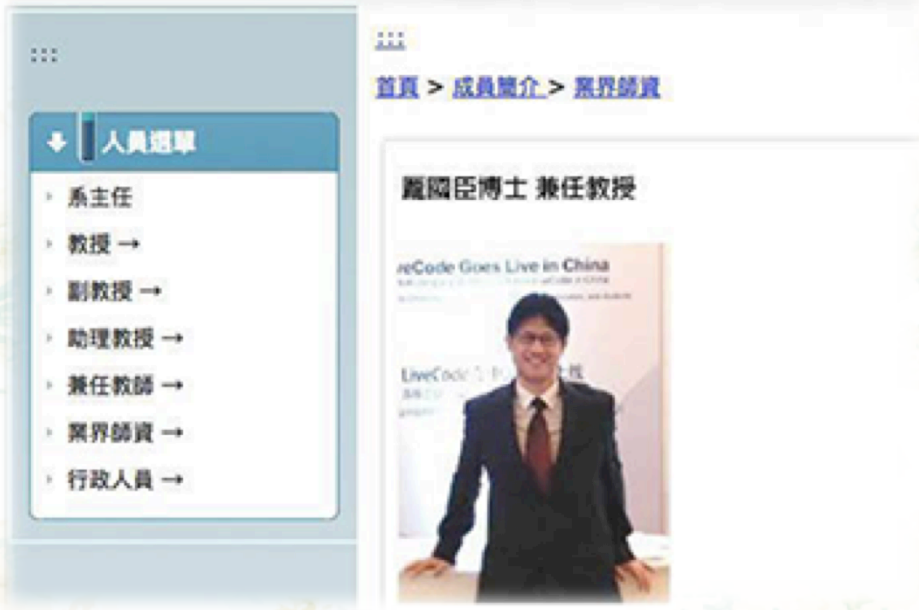 :::
人員選單
系主任
教授 →
副教授 →
助理教授 →
兼任教師 →
業界師資 →
行政人員 →
:::
首頁 > 成員簡介 > 業界師資
國臣博士 兼任教授
LiveCode Goes Live in China
LiveCode